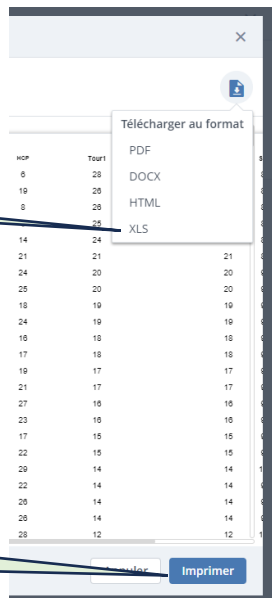 ×
Télécharger au format
PDF
DOCX
HTML
XLS
HCP Tour1
6 28
19 26
8 26
25
14 24
21 21 21
24 20 20
25 20 20
18 19 19
24 19 19
16 18 18
17 18 18
19 17 17
21 17 17
27 16 16
23 16 16
17 15 15
22 15 15
29 14 14
22 14 14
26 14 14
26 14 14
28 12 12
Annuler Imprimer